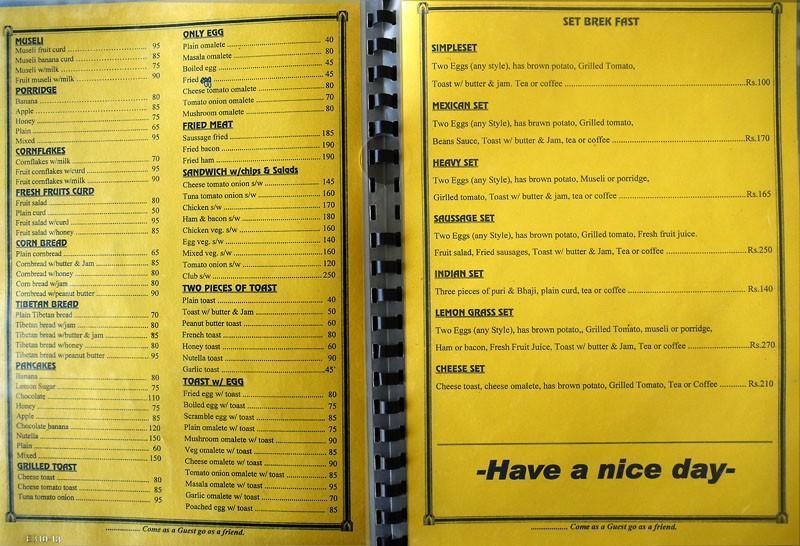 MUSELI
Museli fruit curd 95
Museli banana curd 85
Museli w/milk 75
Fruit museli w/milk 90
PORRIDGE
Banana 80
Apple 85
Honey 75
Plain 65
Mixed 95
CORNFLAKES
Cornflakes w/milk 70
Fruit cornflakes w/curd 95
Fruit cornflakes w/milk 90
FRESH FRUITS CURD
Fruit salad 80
Plain curd 50
Fruit salad w/curd 95
Fruit salad w/honey 85
CORN BREAD
Plain cornbread 65
Cornbread w/butter & Jam 85
Cornbread w/honey 80
Corn bread w/jam 80
Cornbread w/peanut butter 90
TIBETAN BREAD
Plain Tibetan bread 70
Tibetan bread w/jam 80
Tibetan bread w/butter & jam 85
Tibetan bread w/honey 80
Tibetan bread w/peanut butter 95
PANCAKES
Banana 80
Lemon Sugar 75
Chocolate 110
Honey 75
Apple 85
Chocolate banana 120
Nutella 150
Plain 60
Mixed 150
GRILLED TOAST
Cheese toast 80
Cheese tomato toast 85
Tuna tomato onion 95
ONLY EGG
Plain omalete 40
Masala omalete 80
Boiled egg 45
Fried egg 45
Cheese tomato omalete 80
Tomato onion omalete 70
Mushroom omalete 80
FRIED MEAT
Saussage fried 185
Fried bacon 190
Fried ham 190
SANDWICH w/chips & Salads
Cheese tomato onion s/w 145
Tuna tomato onion s/w 160
Chicken s/w 170
Ham & bacon s/w 180
Chicken veg. s/w 160
Egg veg. s/w 140
Mixed veg. s/w 160
Tomato onion s/w 120
Club s/w 250
TWO PIECES OF TOAST
Plain toast 40
Toast w/ butter & Jam 50
Peanut butter toast 60
French toast 80
Honey toast 60
Nutella toast 90
Garlic toast 45
TOAST w/ EGG
Fried egg w/ toast 80
Boiled egg w/ toast 75
Scramble egg w/ toast 85
Plain omalete w/ toast 75
Mushroom omalete w/ toast 90
Veg omalete w/ toast 85
Cheese omalete w/ toast 90
Tomato onion omalete w/ toast 85
Masala omalete w/ toast 85
Garlic omalete w/ toast 70
Poached egg w/ toast 85
Come as a Guest go as a friend.
SET BREK FAST
SIMPLESET
Two Eggs (any style), has brown potato, Grilled Tomato,
Toast w/ butter & jam. Tea or coffee Rs.100
MEXICAN SET
Two Eggs (any Style), has brawn potato, Grilled tomato,
Beans Sauce, Toast w/ butter & Jam, tea or coffee Rs.170
HEAVY SET
Two Eggs (any Style), has brown potato, Museli or porridge,
Girlled tomato, Toast w/ butter & jam, tea or coffee Rs.165
SAUSSAGE SET
Two Eggs (any Style), has brown potato, Grilled tomato, Fresh fruit juice.
Fruit salad, Fried sausages, Toast w/ butter & Jam, Tea or coffee Rs.250
INDIAN SET
Three pieces of puri & Bhaji, plain curd, tea or coffee Rs.140
LEMON GRASS SET
Two Eggs (any Style), has brown potato,, Grilled Tomato, museli or porridge,
Ham or bacon, Fresh Fruit Juice, Toast w/ butter & Jam, Tea or coffee Rs.270
CHEESE SET
Cheese toast, cheese omalete, has brown potato, Grilled Tomato, Tea or Coffee Rs.210
-Have a nice day-
Come as a Guest go as a friend.